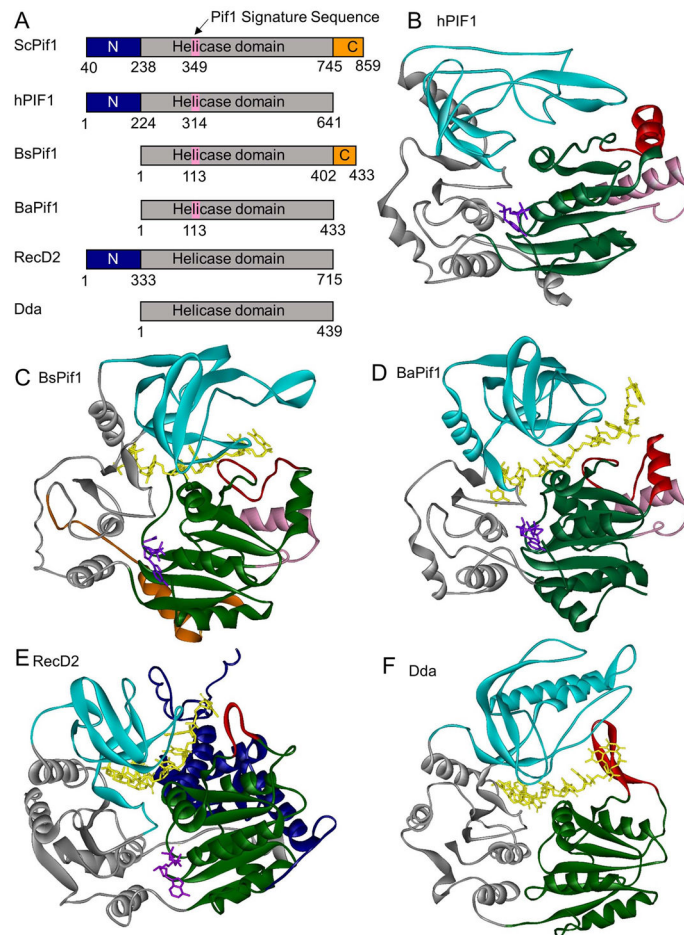 A
Pif1 Signature Sequence
ScPif1 N Helicase domain C
40 238 349 745 859
hPIF1 N Helicase domain
1 224 314 641
BsPif1 Helicase domain C
1 113 402 433
BaPif1 Helicase domain
1 113 433
RecD2 N Helicase domain
1 333 715
Dda Helicase domain
1 439
B hPIF1
C BsPif1
D BaPif1
E RecD2
F Dda